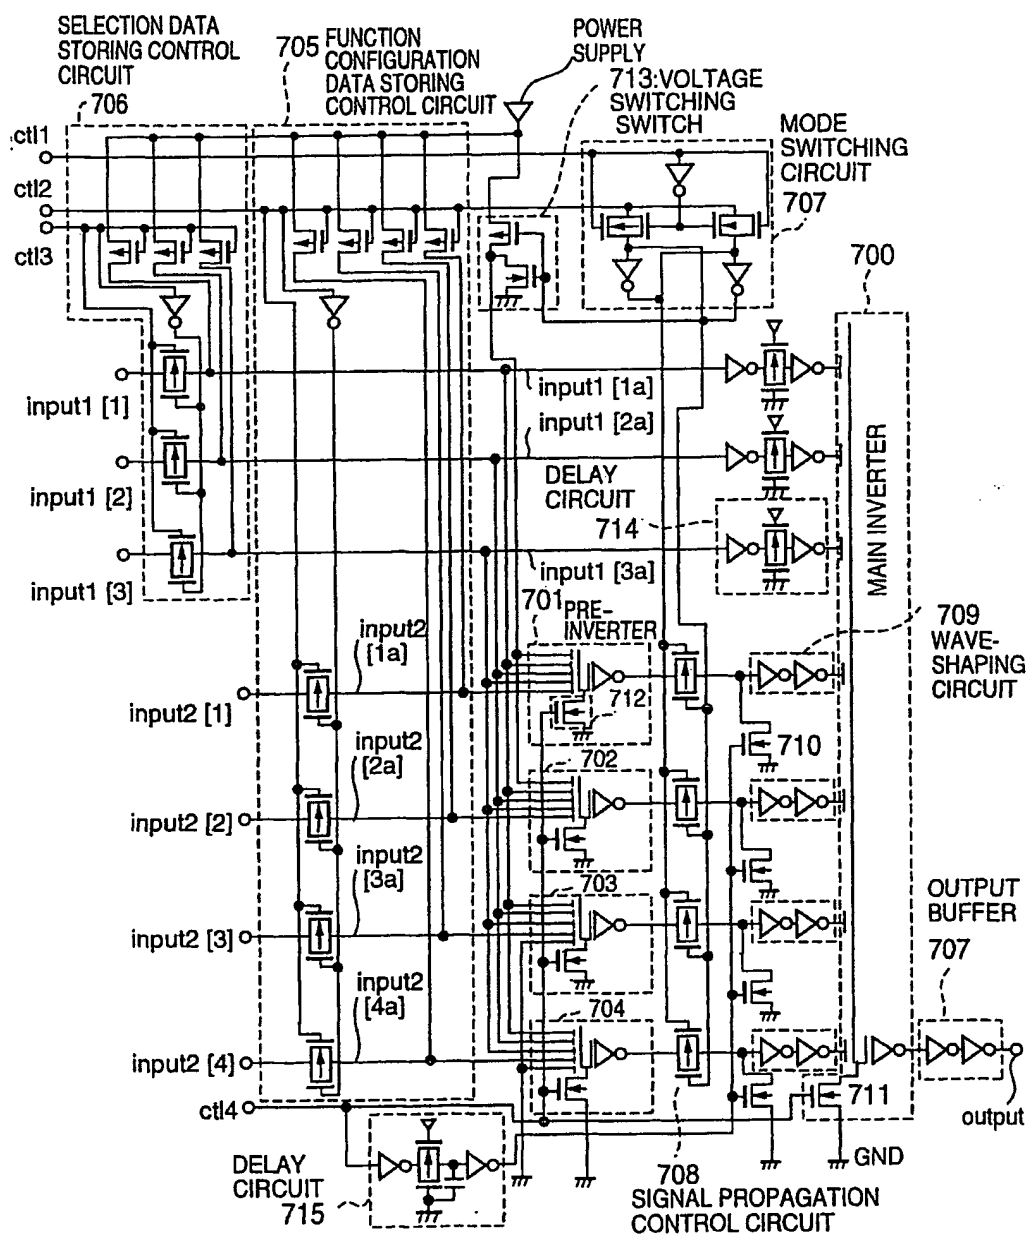 SELECTION DATA
STORING CONTROL
CIRCUIT
706
705 FUNCTION
CONFIGURATION
DATA STORING
CONTROL CIRCUIT
POWER
SUPPLY
713:VOLTAGE
SWITCHING
SWITCH
MODE
SWITCHING
CIRCUIT
707
ctl1
ctl2
ctl3
700
input1 [1]
input1 [1a]
input1 [2a]
input1 [2]
DELAY
CIRCUIT
714
MAIN INVERTER
input1 [3]
input1 [3a]
701
PRE-
INVERTER
709
WAVE-
SHAPING
CIRCUIT
input2
[1a]
input2 [1]
712
710
input2
[2a]
702
input2 [2]
input2
[3a]
703
OUTPUT
BUFFER
707
input2 [3]
input2
[4a]
704
input2 [4]
711
output
ctl4
GND
DELAY
CIRCUIT
715
708
SIGNAL PROPAGATION
CONTROL CIRCUIT